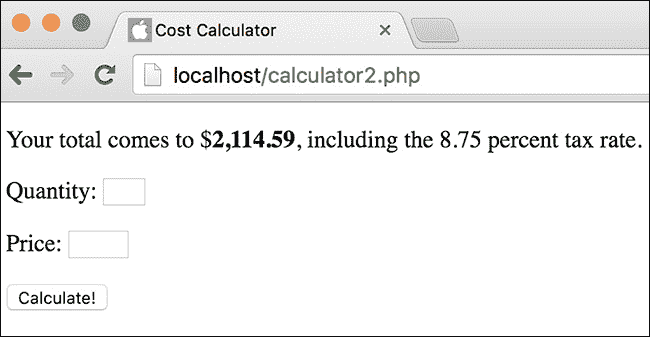 Cost Calculator
localhost/calculator2.php
Your total comes to $2,114.59, including the 8.75 percent tax rate.
Quantity:
Price:
Calculate!